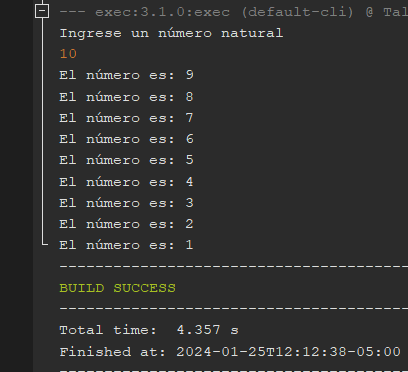 --- exec:3.1.0:exec (default-cli) @ Tal
Ingrese un número natural
10
El número es: 9
El número es: 8
El número es: 7
El número es: 6
El número es: 5
El número es: 4
El número es: 3
El número es: 2
El número es: 1
------------------------------------------------------------------------
BUILD SUCCESS
------------------------------------------------------------------------
Total time:  4.357 s
Finished at: 2024-01-25T12:12:38-05:00
------------------------------------------------------------------------